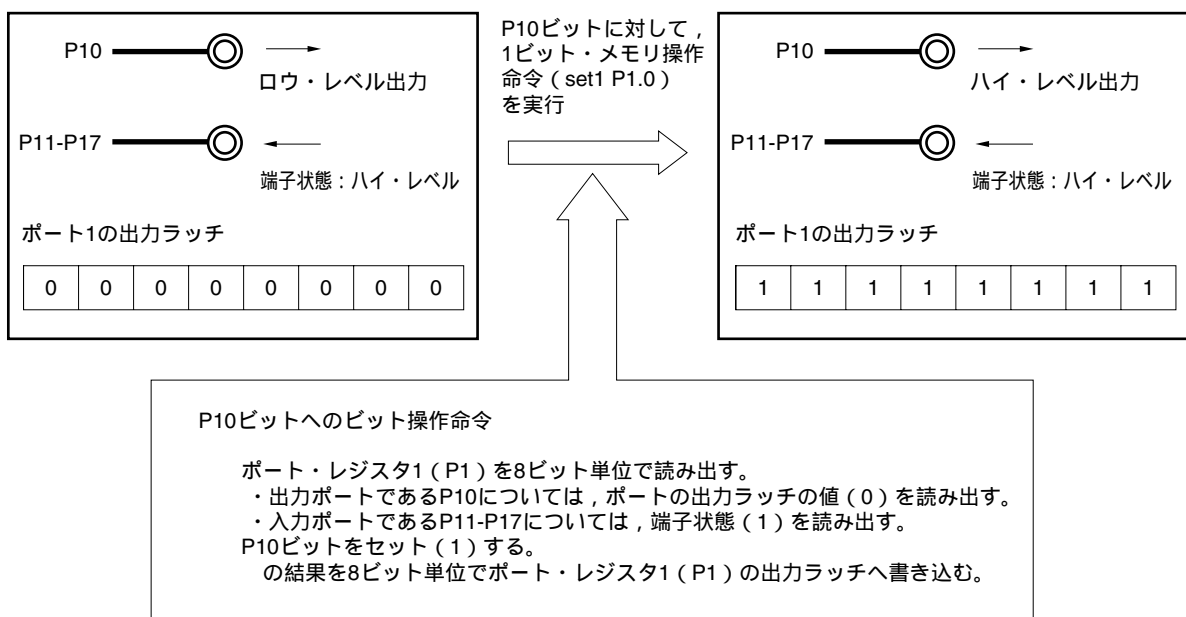 P10
ロウ・レベル出力
P11-P17
端子状態：ハイ・レベル
ポート1の出力ラッチ
0 0 0 0 0 0 0 0
P10ビットに対して，
1ビット・メモリ操作
命令（set1 P1.0）
を実行
P10
ハイ・レベル出力
P11-P17
端子状態：ハイ・レベル
ポート1の出力ラッチ
1 1 1 1 1 1 1 1
P10ビットへのビット操作命令
ポート・レジスタ1（P1）を8ビット単位で読み出す。
・出力ポートであるP10については，ポートの出力ラッチの値（0）を読み出す。
・入力ポートであるP11-P17については，端子状態（1）を読み出す。
P10ビットをセット（1）する。
の結果を8ビット単位でポート・レジスタ1（P1）の出力ラッチへ書き込む。